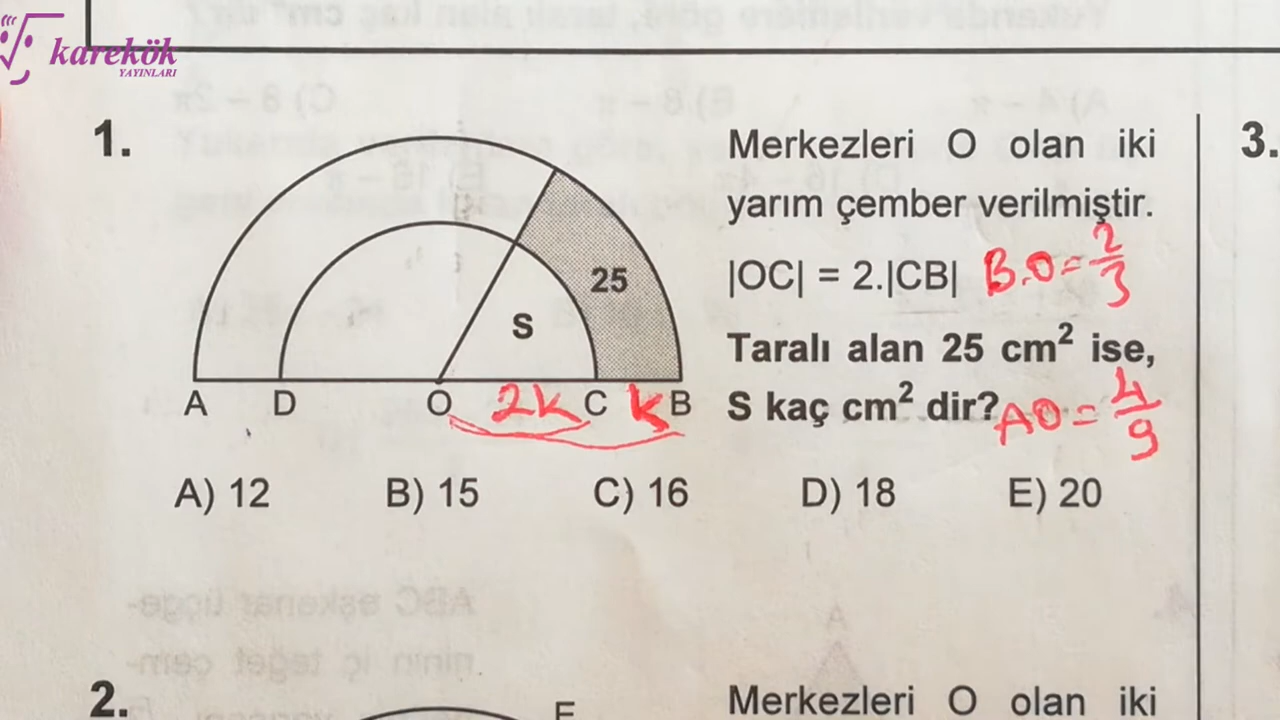 karekök
YAYINLARI
1.
Merkezleri O olan iki
yarım çember verilmiştir.
|OC| = 2.|CB| B.O = 2/3
Taralı alan 25 cm² ise,
S kaç cm² dir? AO = 4/9
25
S
A D O 2k C k B
A) 12 B) 15 C) 16 D) 18 E) 20
3.
2.
E
Merkezleri O olan iki